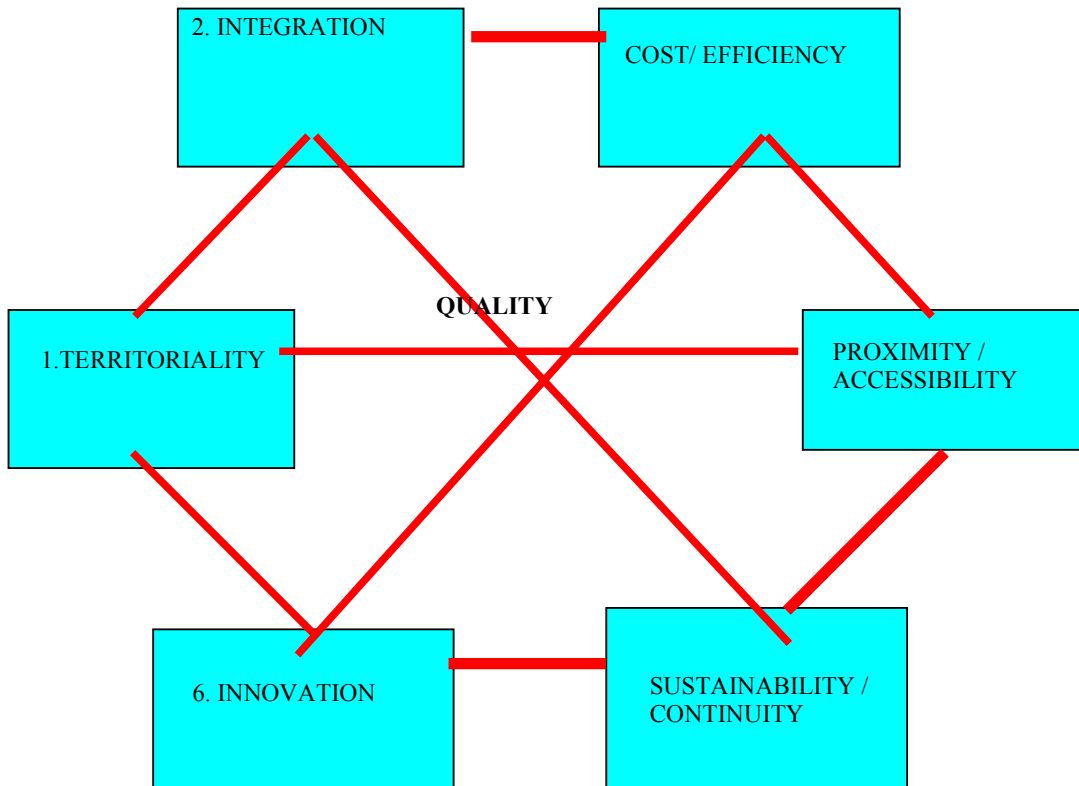 2. INTEGRATION
COST/ EFFICIENCY
QUALITY
1.TERRITORIALITY
PROXIMITY /
ACCESSIBILITY
6. INNOVATION
SUSTAINABILITY /
CONTINUITY